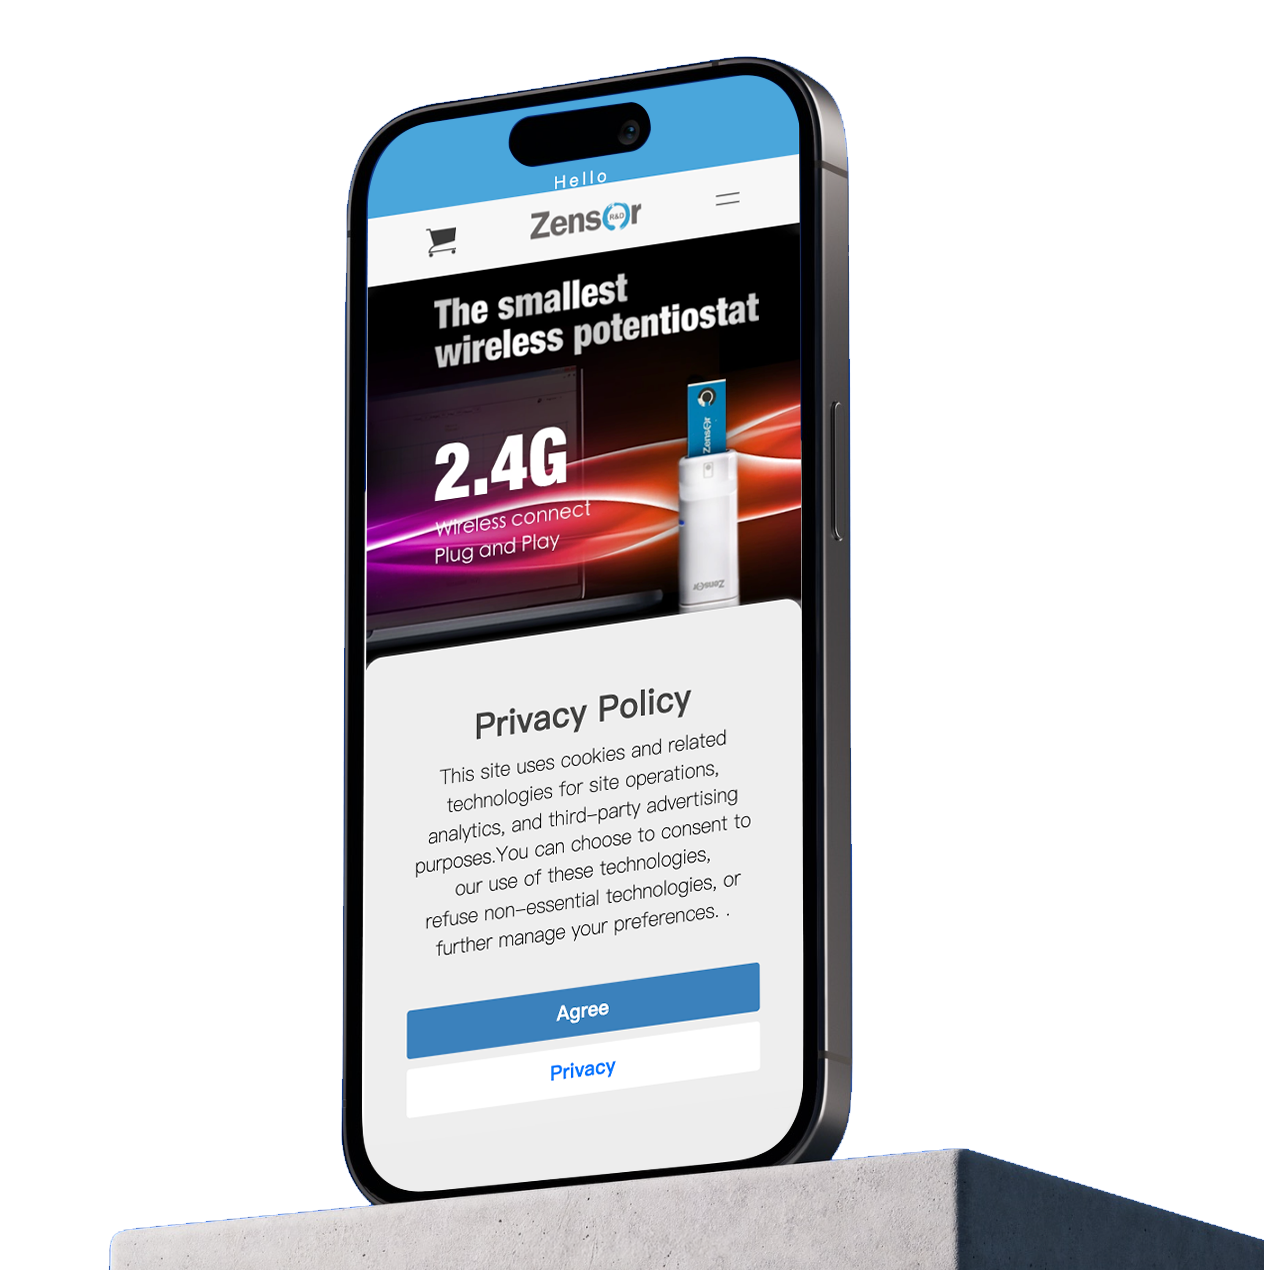 Hello
ZensOr
R&D
The smallest
wireless potentiostat
2.4G
Wireless connect
Plug and Play
ZensOr
ZensOr
Privacy Policy
This site uses cookies and related
technologies for site operations,
analytics, and third-party advertising
purposes.You can choose to consent to
our use of these technologies,
refuse non-essential technologies, or
further manage your preferences. .
Agree
Privacy